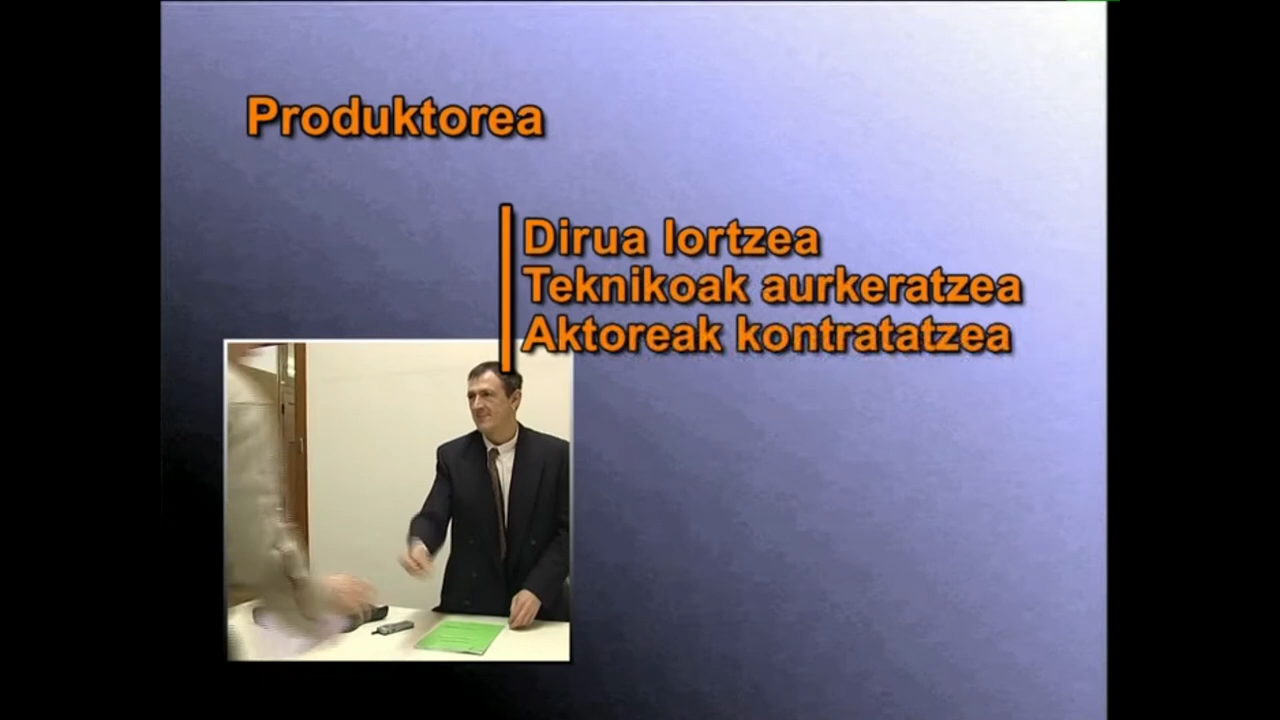 Produktorea
Dirua lortzea
Teknikoak aurkeratzea
Aktoreak kontratatzea